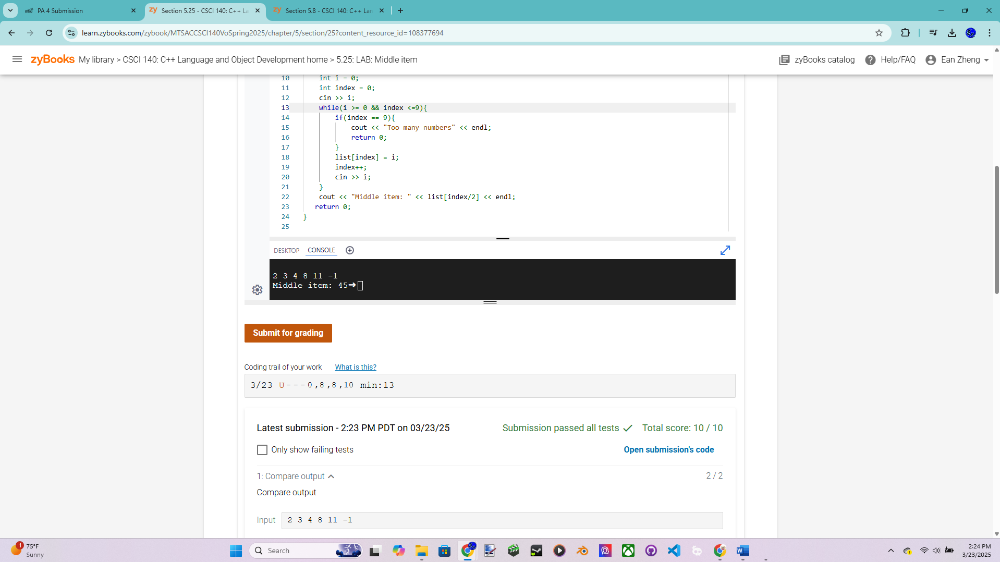 PA 4 Submission
Section 5.25 - CSCI 140: C++ La
Section 5.8 - CSCI 140: C++ Lan
learn.zybooks.com/zybook/MTSACCSCI140VoSpring2025/chapter/5/section/25?content_resource_id=108377694
zyBooks My library > CSCI 140: C++ Language and Object Development home > 5.25: LAB: Middle item
zyBooks catalog
Help/FAQ
Ean Zheng
10 int i = 0;
11 int index = 0;
12 cin >> i;
13 while(i >= 0 && index <=9){
14 if(index == 9){
15 cout << "Too many numbers" << endl;
16 return 0;
17 }
18 list[index] = i;
19 index++;
20 cin >> i;
21 }
22 cout << "Middle item: " << list[index/2] << endl;
23 return 0;
24 }
25
DESKTOP CONSOLE
2 3 4 8 11 -1
Middle item: 45➜
Submit for grading
Coding trail of your work What is this?
3/23 U---0,8,8,10 min:13
Latest submission - 2:23 PM PDT on 03/23/25
Submission passed all tests Total score: 10 / 10
Only show failing tests
Open submission's code
1: Compare output
2 / 2
Compare output
Input 2 3 4 8 11 -1
1
75°F
Sunny
Search
2:24 PM
3/23/2025